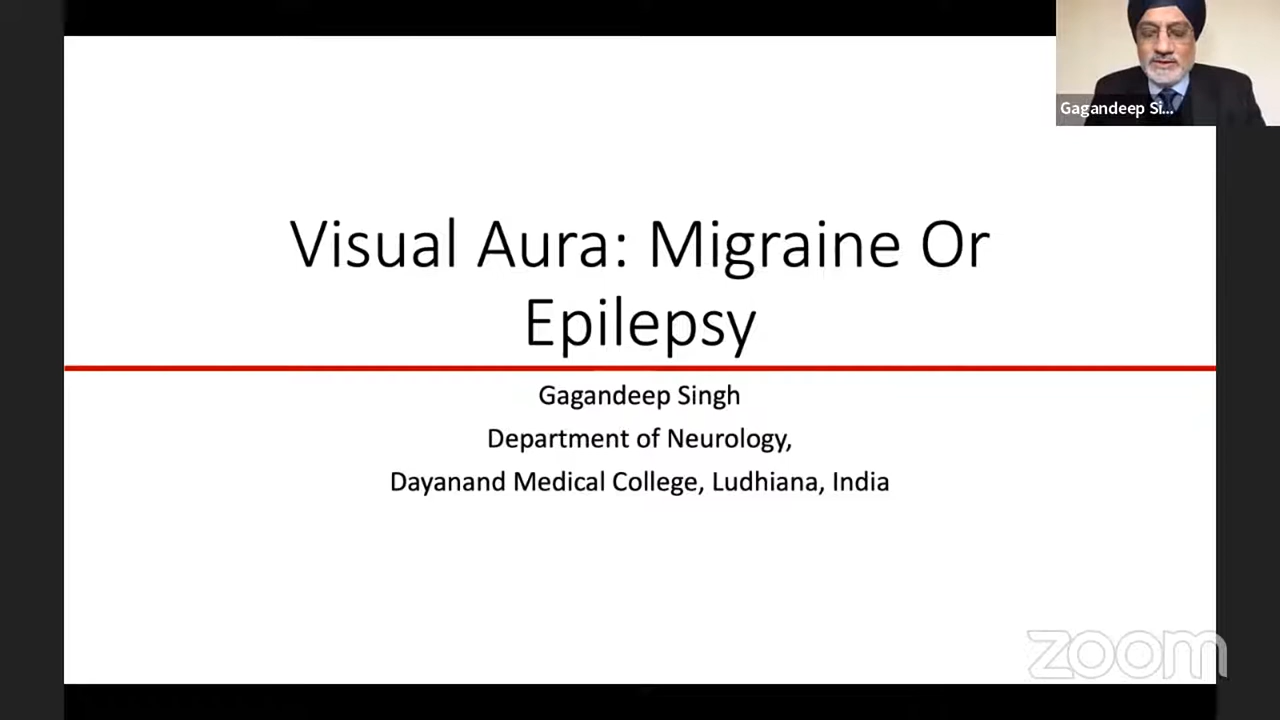 Gagandeep Si...
Visual Aura: Migraine Or
Epilepsy
Gagandeep Singh
Department of Neurology,
Dayanand Medical College, Ludhiana, India
zoom